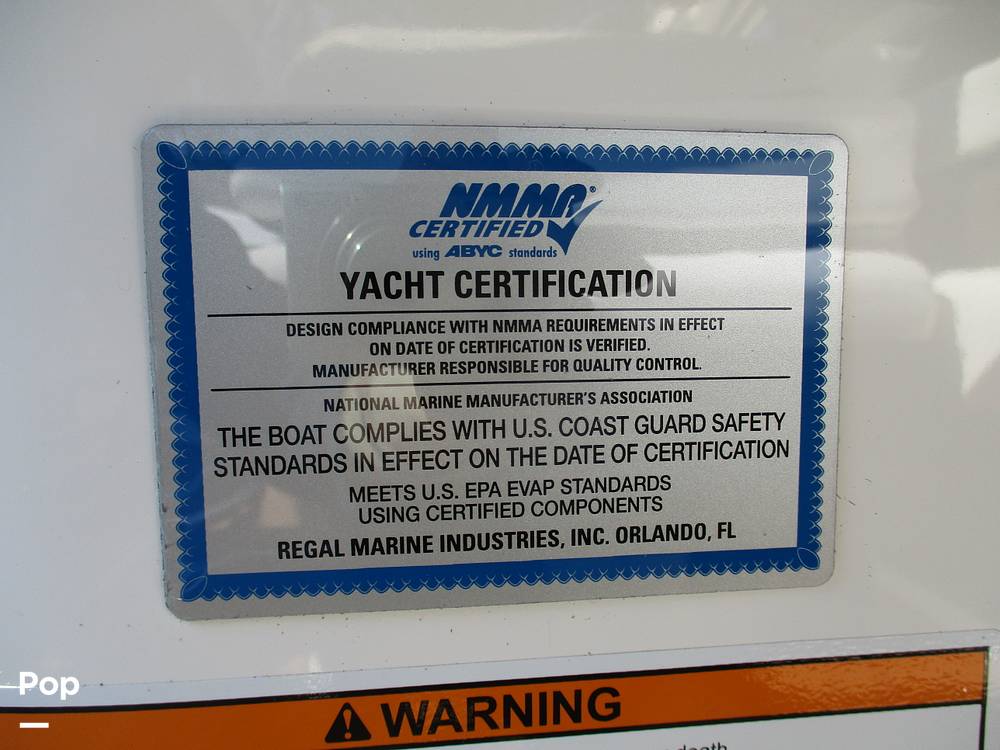 NMMA®
CERTIFIED
using ABYC standards
YACHT CERTIFICATION
DESIGN COMPLIANCE WITH NMMA REQUIREMENTS IN EFFECT
ON DATE OF CERTIFICATION IS VERIFIED.
MANUFACTURER RESPONSIBLE FOR QUALITY CONTROL.
NATIONAL MARINE MANUFACTURER'S ASSOCIATION
THE BOAT COMPLIES WITH U.S. COAST GUARD SAFETY
STANDARDS IN EFFECT ON THE DATE OF CERTIFICATION
MEETS U.S. EPA EVAP STANDARDS
USING CERTIFIED COMPONENTS
REGAL MARINE INDUSTRIES, INC. ORLANDO, FL
Pop
WARNING
death